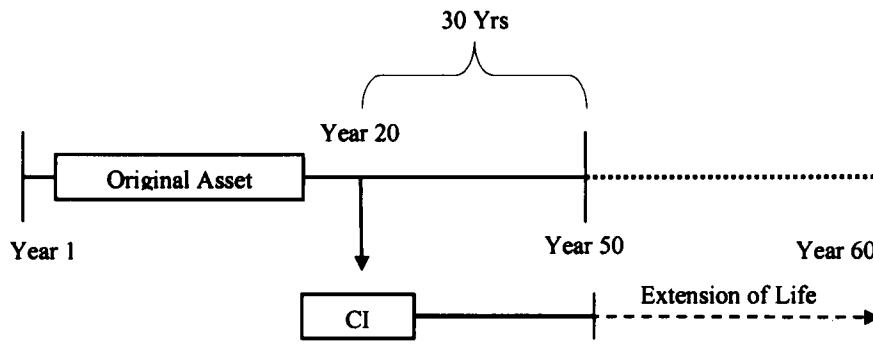 30 Yrs
Year 20
Original Asset
Year 1
Year 50
Year 60
Extension of Life
CI